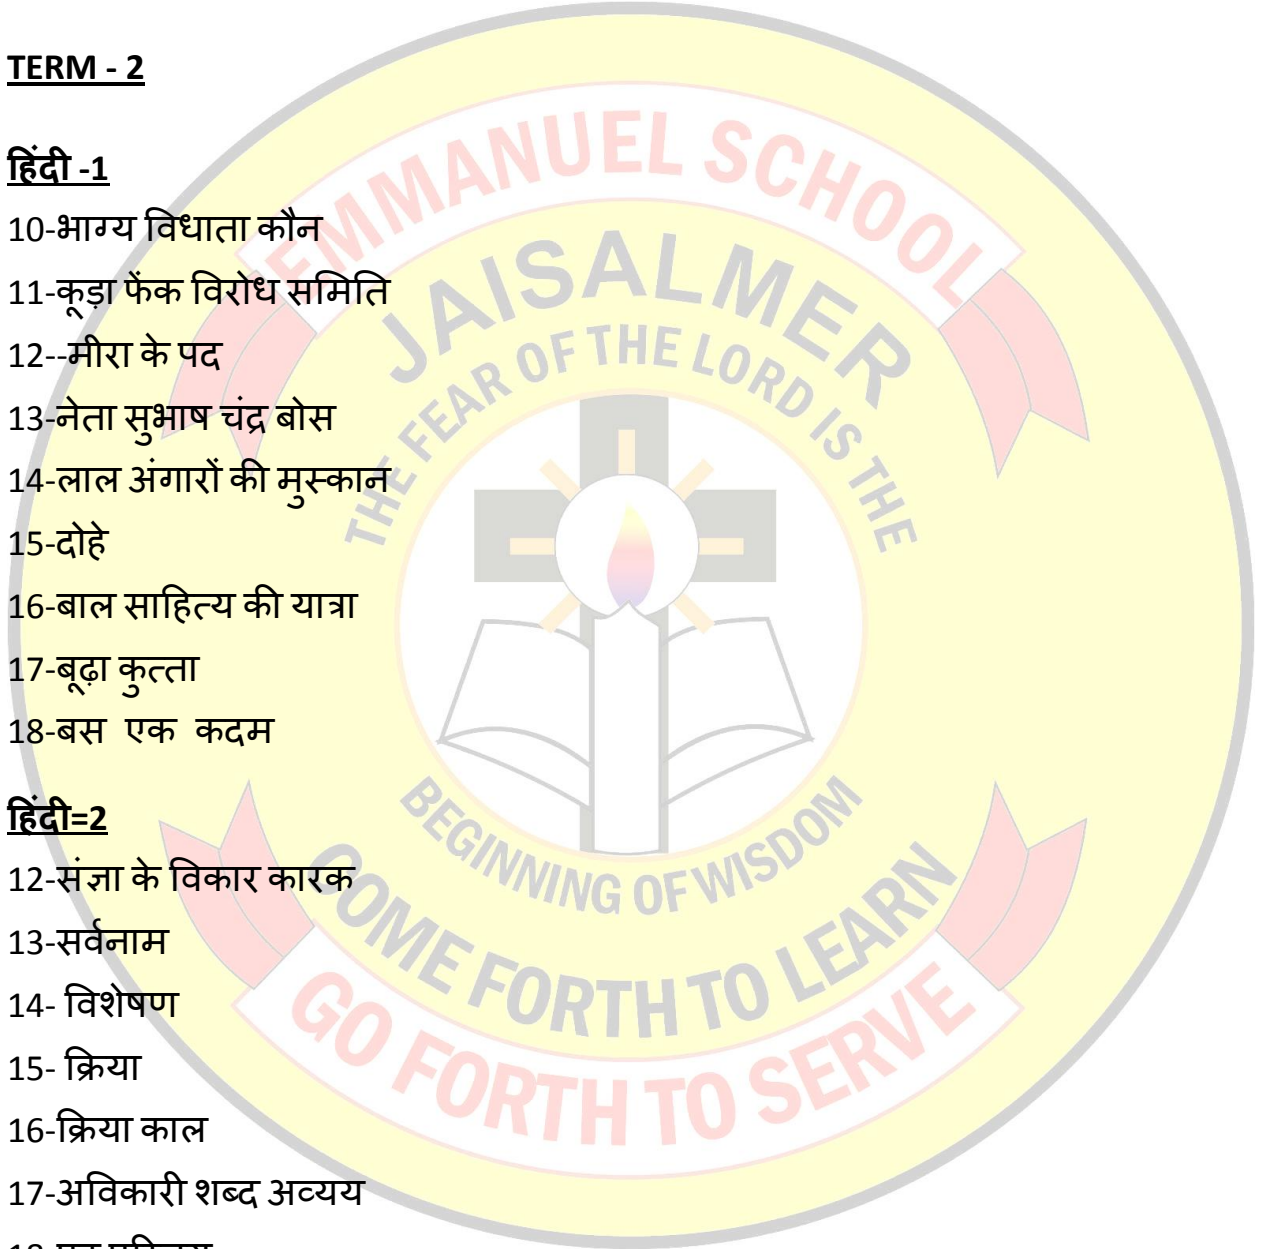 TERM - 2
हिंदी -1
10-भाग्य विधाता कौन
11-कूड़ा फेंक विरोध समिति
12--मीरा के पद
13-नेता सुभाष चंद्र बोस
14-लाल अंगारों की मुस्कान
15-दोहे
16-बाल साहित्य की यात्रा
17-बूढ़ा कुत्ता
18-बस एक कदम
हिंदी=2
12-संज्ञा के विकार कारक
13-सर्वनाम
14- विशेषण
15- क्रिया
16-क्रिया काल
17-अविकारी शब्द अव्यय
EMMANUEL SCHOOL
JAISALMER
THE FEAR OF THE LORD IS THE
BEGINNING OF WISDOM
COME FORTH TO LEARN
GO FORTH TO SERVE